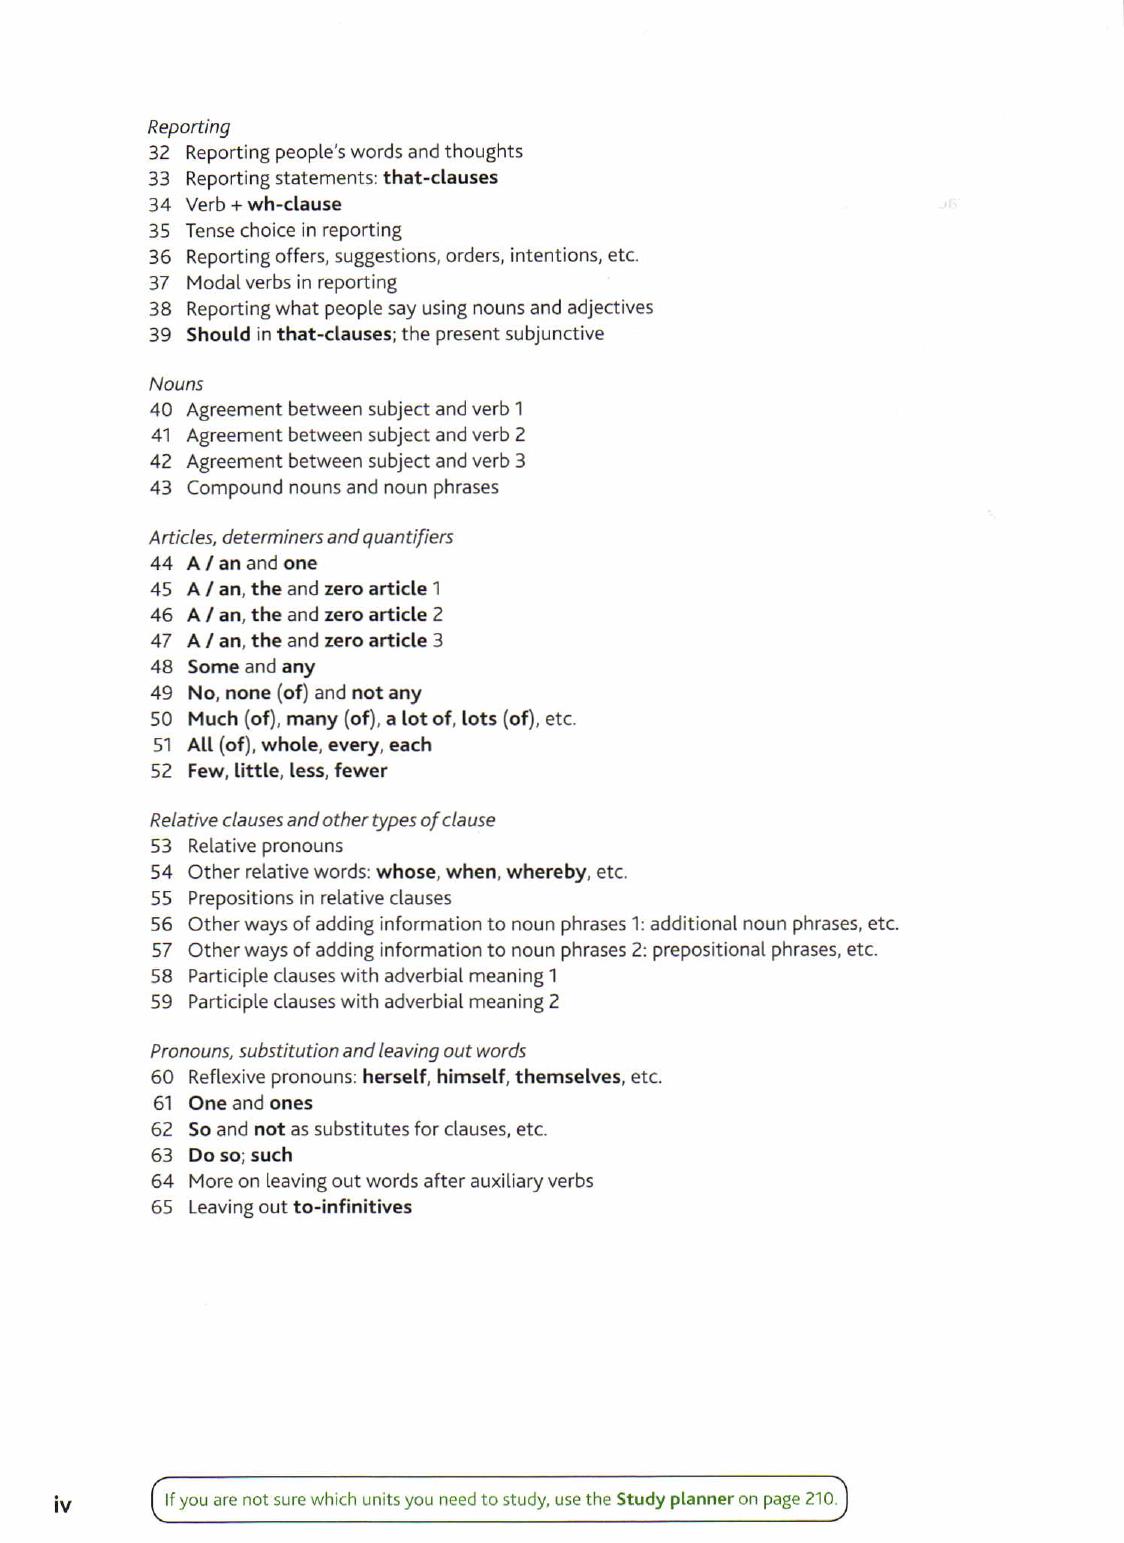 Reporting
32 Reporting people's words and thoughts
33 Reporting statements: that-clauses
34 Verb + wh-clause
35 Tense choice in reporting
36 Reporting offers, suggestions, orders, intentions, etc.
37 Modal verbs in reporting
38 Reporting what people say using nouns and adjectives
39 Should in that-clauses; the present subjunctive
Nouns
40 Agreement between subject and verb 1
41 Agreement between subject and verb 2
42 Agreement between subject and verb 3
43 Compound nouns and noun phrases
Articles, determiners and quantifiers
44 A / an and one
45 A / an, the and zero article 1
46 A / an, the and zero article 2
47 A / an, the and zero article 3
48 Some and any
49 No, none (of) and not any
50 Much (of), many (of), a lot of, lots (of), etc.
51 All (of), whole, every, each
52 Few, little, less, fewer
Relative clauses and other types of clause
53 Relative pronouns
54 Other relative words: whose, when, whereby, etc.
55 Prepositions in relative clauses
56 Other ways of adding information to noun phrases 1: additional noun phrases, etc.
57 Other ways of adding information to noun phrases 2: prepositional phrases, etc.
58 Participle clauses with adverbial meaning 1
59 Participle clauses with adverbial meaning 2
Pronouns, substitution and leaving out words
60 Reflexive pronouns: herself, himself, themselves, etc.
61 One and ones
62 So and not as substitutes for clauses, etc.
63 Do so; such
64 More on leaving out words after auxiliary verbs
65 Leaving out to-infinitives
iv
If you are not sure which units you need to study, use the Study planner on page 210.